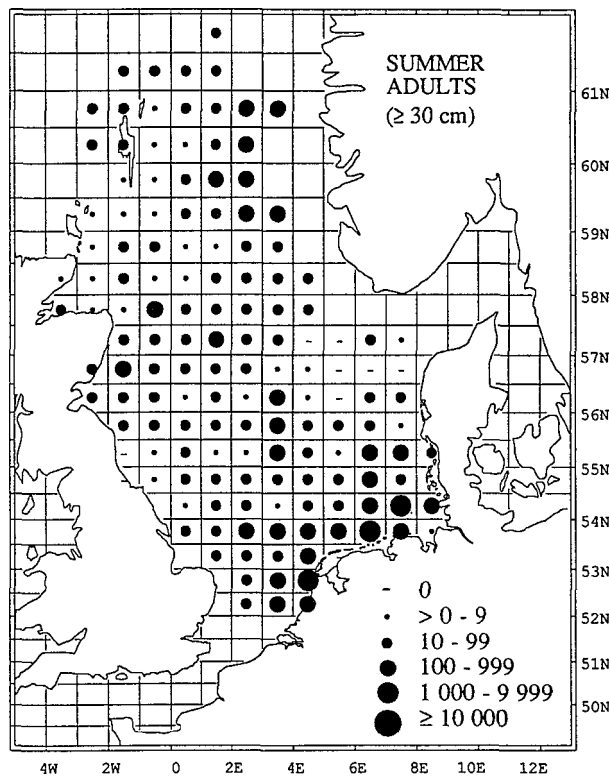 SUMMER
ADULTS
(≥ 30 cm)
61N
60N
59N
58N
57N
56N
55N
54N
53N
52N
51N
50N
- 0
> 0 - 9
10 - 99
100 - 999
1 000 - 9 999
≥ 10 000
4W 2W 0 2E 4E 6E 8E 10E 12E